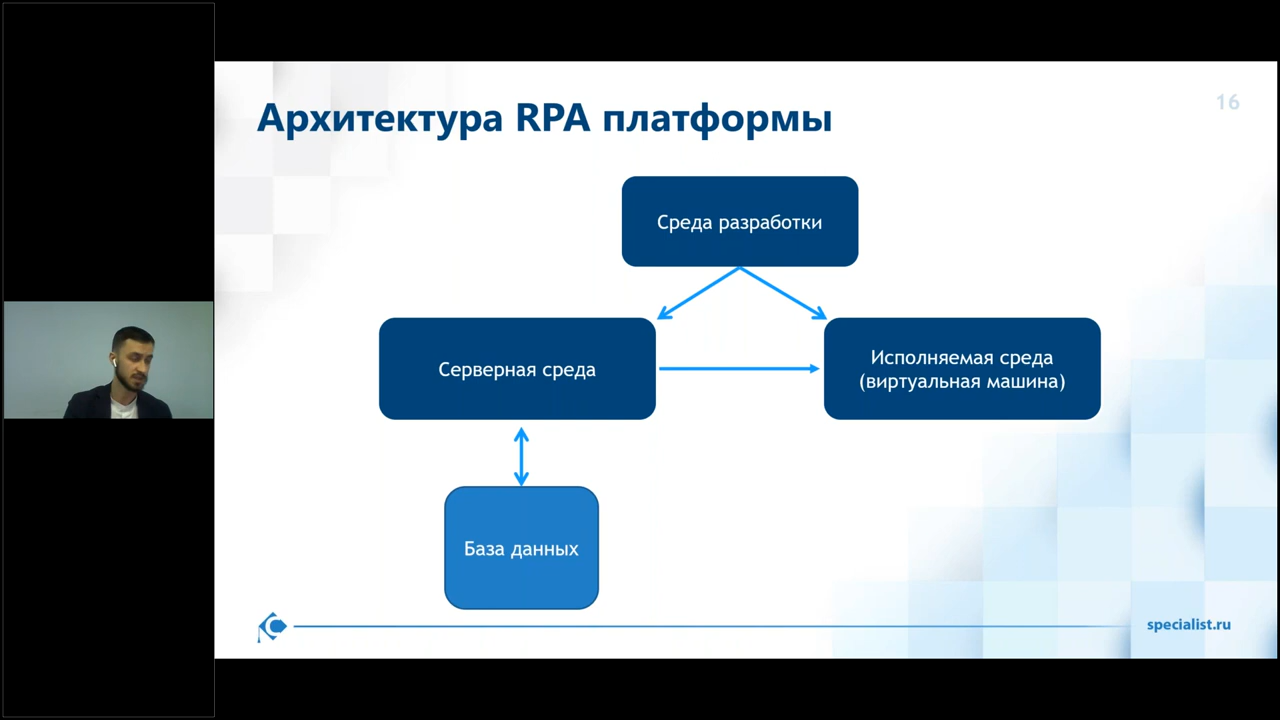 Архитектура RPA платформы
16
Среда разработки
Серверная среда
Исполняемая среда
(виртуальная машина)
База данных
specialist.ru